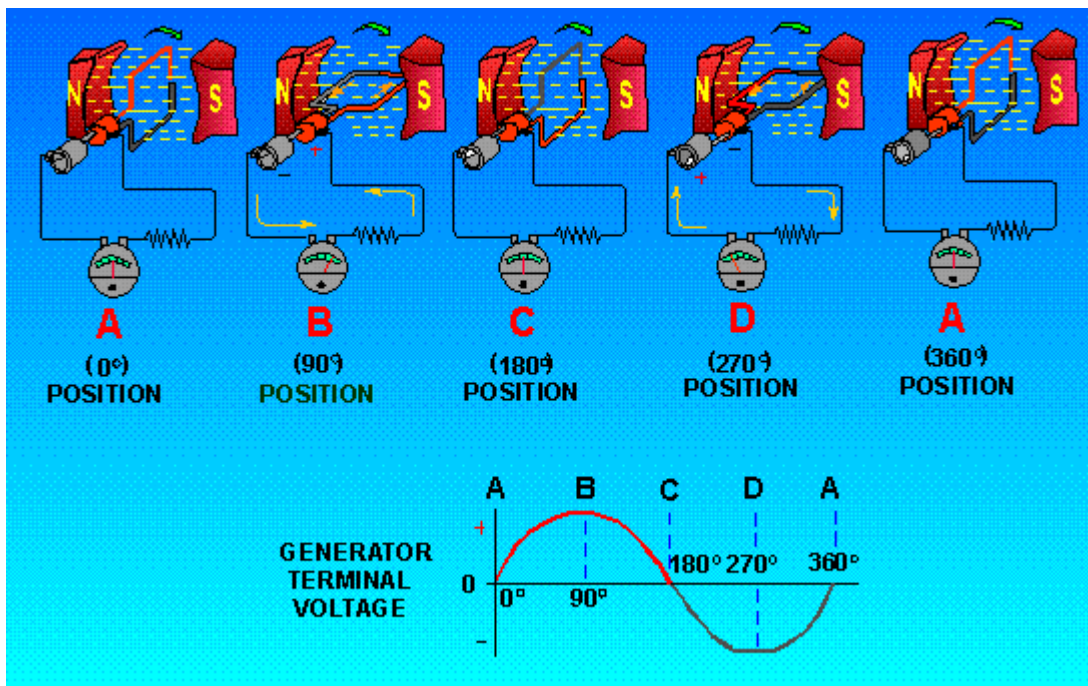 N S
N S
N S
N S
N S
+
−
−
+
A
B
C
D
A
(0°)
POSITION
(90°)
POSITION
(180°)
POSITION
(270°)
POSITION
(360°)
POSITION
A B C D A
+
GENERATOR
TERMINAL
VOLTAGE
0
0°
90°
180°
270°
360°
−